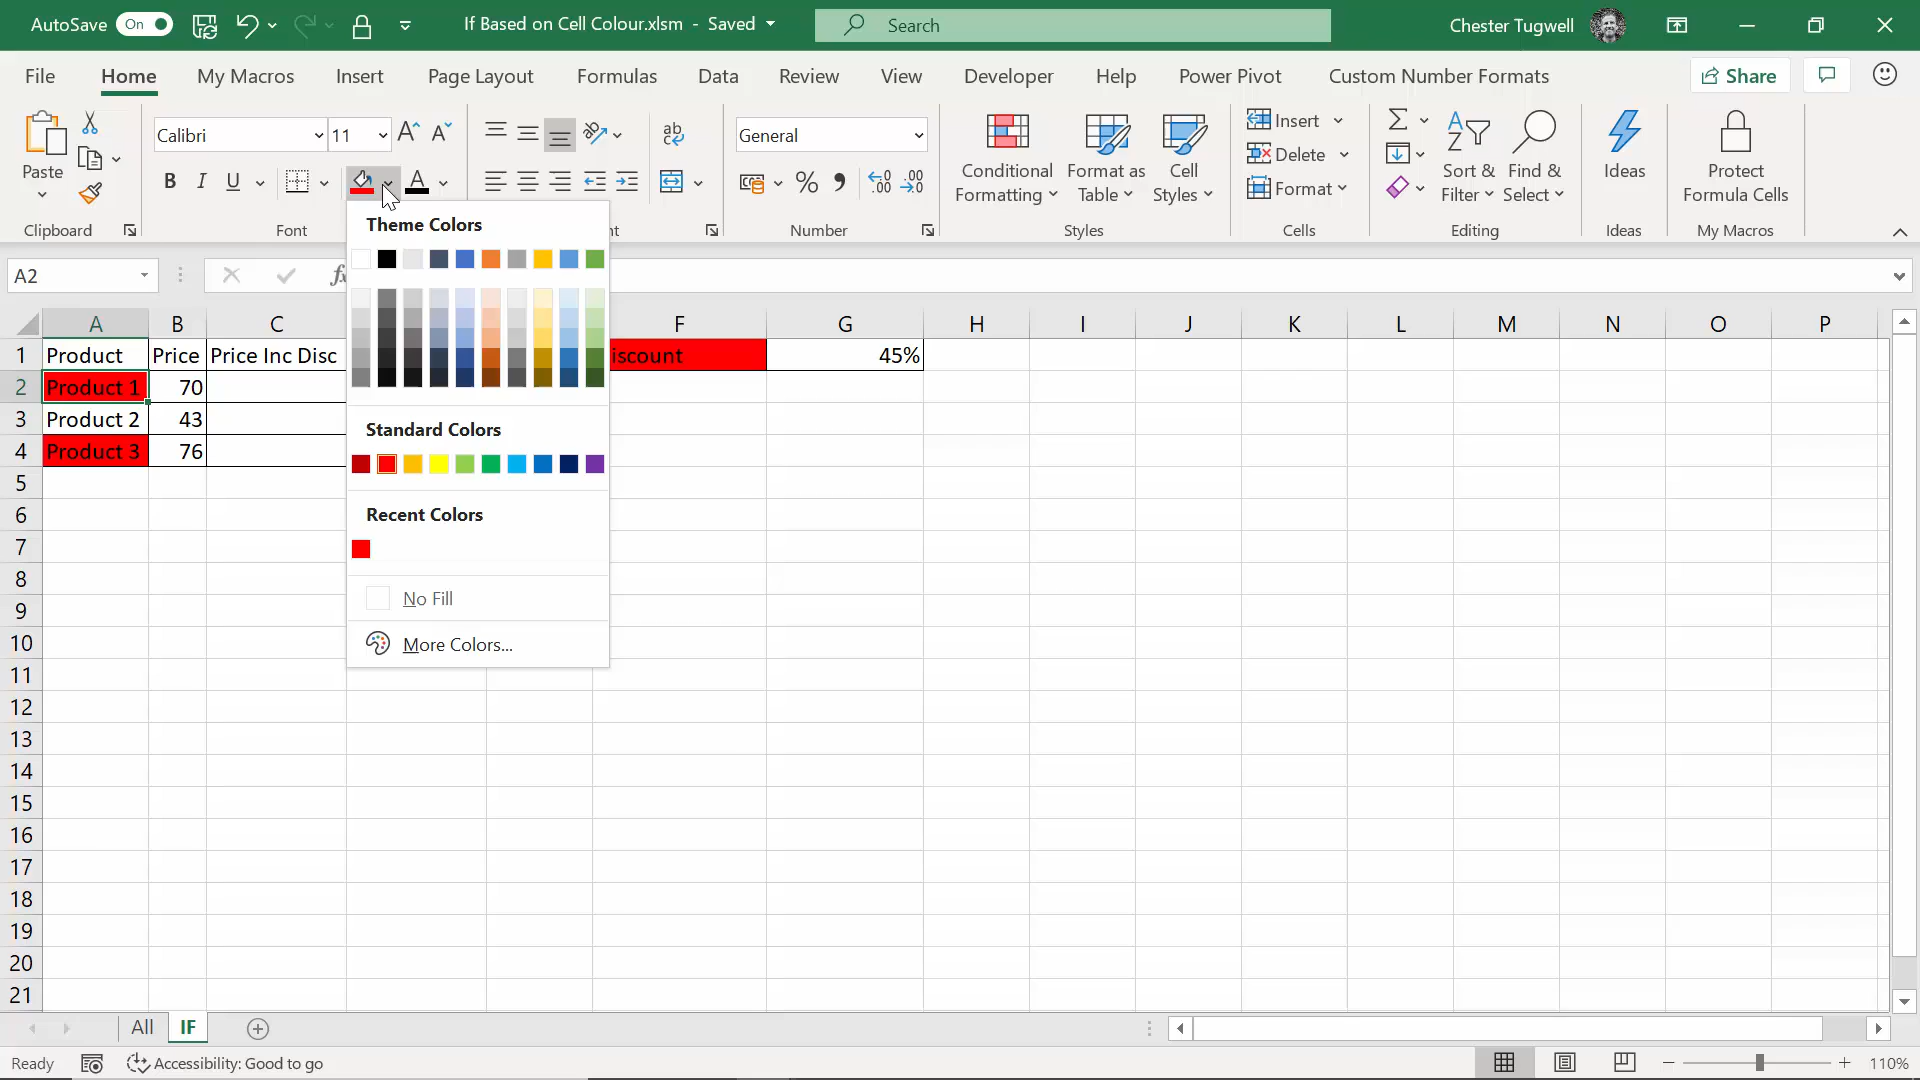 AutoSave On If Based on Cell Colour.xlsm - Saved Search Chester Tugwell
File Home My Macros Insert Page Layout Formulas Data Review View Developer Help Power Pivot Custom Number Formats Share
Paste Calibri 11 General Conditional Formatting Format as Table Cell Styles Insert Delete Format Sort & Filter Find & Select Ideas Protect Formula Cells
Clipboard Font nt Number Styles Cells Editing Ideas My Macros
A2 fx
Theme Colors
Standard Colors
Recent Colors
No Fill
More Colors...
A B C F G H I J K L M N O P
1 Product Price Price Inc Disc iscount 45%
2 Product 1 70
3 Product 2 43
4 Product 3 76
5
6
7
8
9
10
11
12
13
14
15
16
17
18
19
20
21
All IF
Ready Accessibility: Good to go 110%